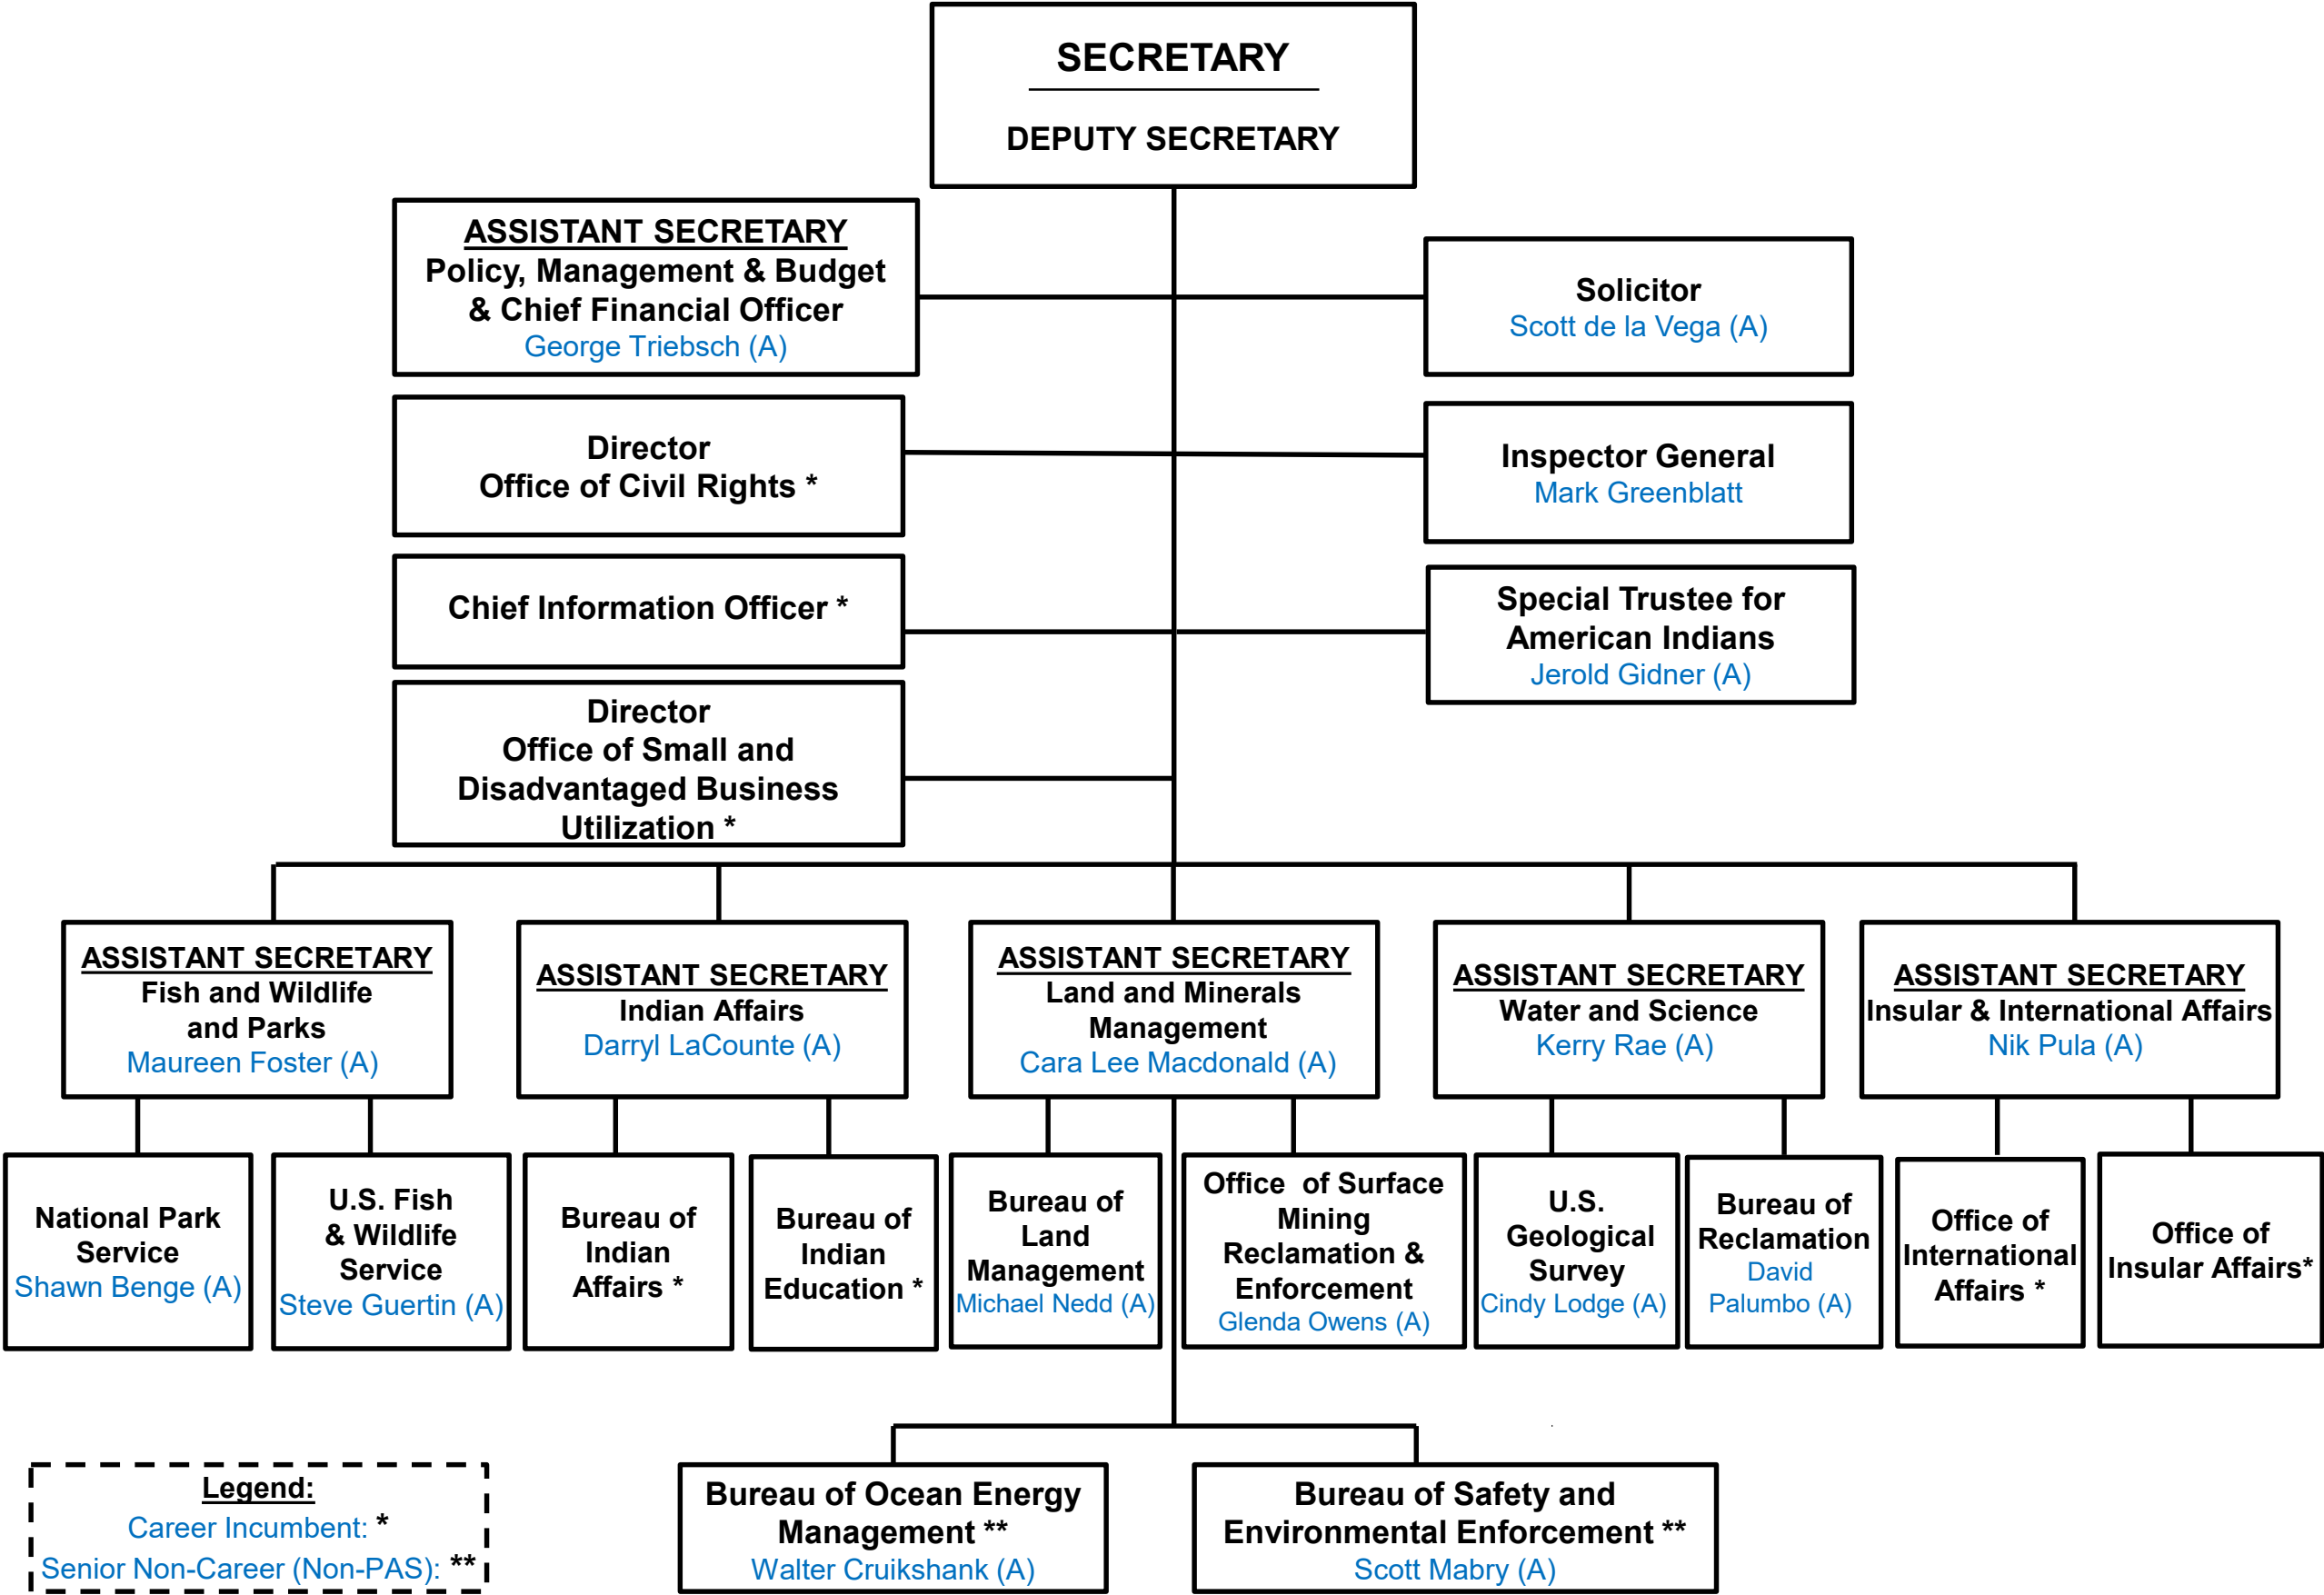 SECRETARY
DEPUTY SECRETARY
ASSISTANT SECRETARY
Policy, Management & Budget
& Chief Financial Officer
George Triebsch (A)
Solicitor
Scott de la Vega (A)
Director
Office of Civil Rights *
Inspector General
Mark Greenblatt
Chief Information Officer *
Special Trustee for
American Indians
Jerold Gidner (A)
Director
Office of Small and
Disadvantaged Business
Utilization *
ASSISTANT SECRETARY
Fish and Wildlife
and Parks
Maureen Foster (A)
ASSISTANT SECRETARY
Indian Affairs
Darryl LaCounte (A)
ASSISTANT SECRETARY
Land and Minerals
Management
Cara Lee Macdonald (A)
ASSISTANT SECRETARY
Water and Science
Kerry Rae (A)
ASSISTANT SECRETARY
Insular & International Affairs
Nik Pula (A)
National Park
Service
Shawn Benge (A)
U.S. Fish
& Wildlife
Service
Steve Guertin (A)
Bureau of
Indian
Affairs *
Bureau of
Indian
Education *
Bureau of
Land
Management
Michael Nedd (A)
Office of Surface
Mining
Reclamation &
Enforcement
Glenda Owens (A)
U.S.
Geological
Survey
Cindy Lodge (A)
Bureau of
Reclamation
David
Palumbo (A)
Office of
International
Affairs *
Office of
Insular Affairs*
Legend:
Career Incumbent: *
Senior Non-Career (Non-PAS): **
Bureau of Ocean Energy
Management **
Walter Cruikshank (A)
Bureau of Safety and
Environmental Enforcement **
Scott Mabry (A)